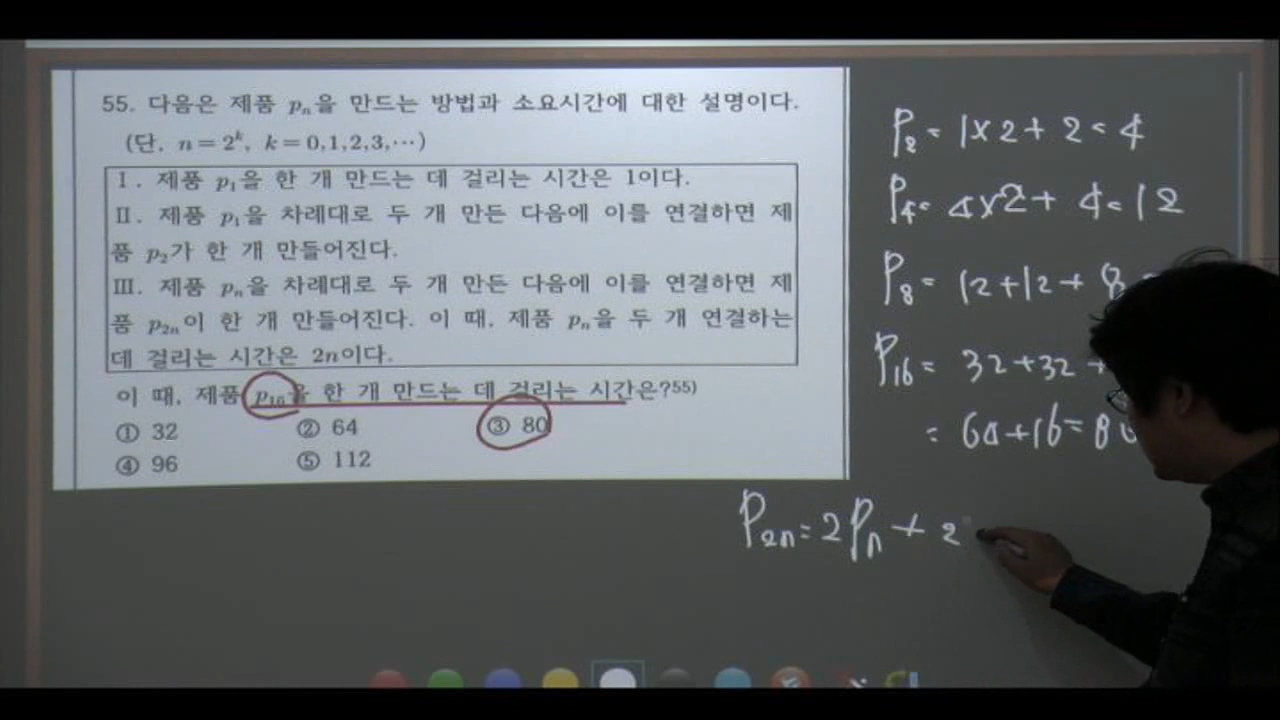 55. 다음은 제품 pₙ을 만드는 방법과 소요시간에 대한 설명이다.
(단, n=2ᵏ, k=0,1,2,3,⋯)
Ⅰ. 제품 p₁을 한 개 만드는 데 걸리는 시간은 1이다.
Ⅱ. 제품 p₁을 차례대로 두 개 만든 다음에 이를 연결하면 제
품 p₂가 한 개 만들어진다.
Ⅲ. 제품 pₙ을 차례대로 두 개 만든 다음에 이를 연결하면 제
품 p₂ₙ이 한 개 만들어진다. 이 때, 제품 pₙ을 두 개 연결하는
데 걸리는 시간은 2n이다.
이 때, 제품 p₁₆을 한 개 만드는 데 걸리는 시간은?55)
① 32 ② 64 ③ 80
④ 96 ⑤ 112
P₂=1×2+2=4
P₄=4×2+4=12
P₈=12+12+8
P₁₆=32+32+
=64+16=80
P₂ₙ=2Pₙ+2